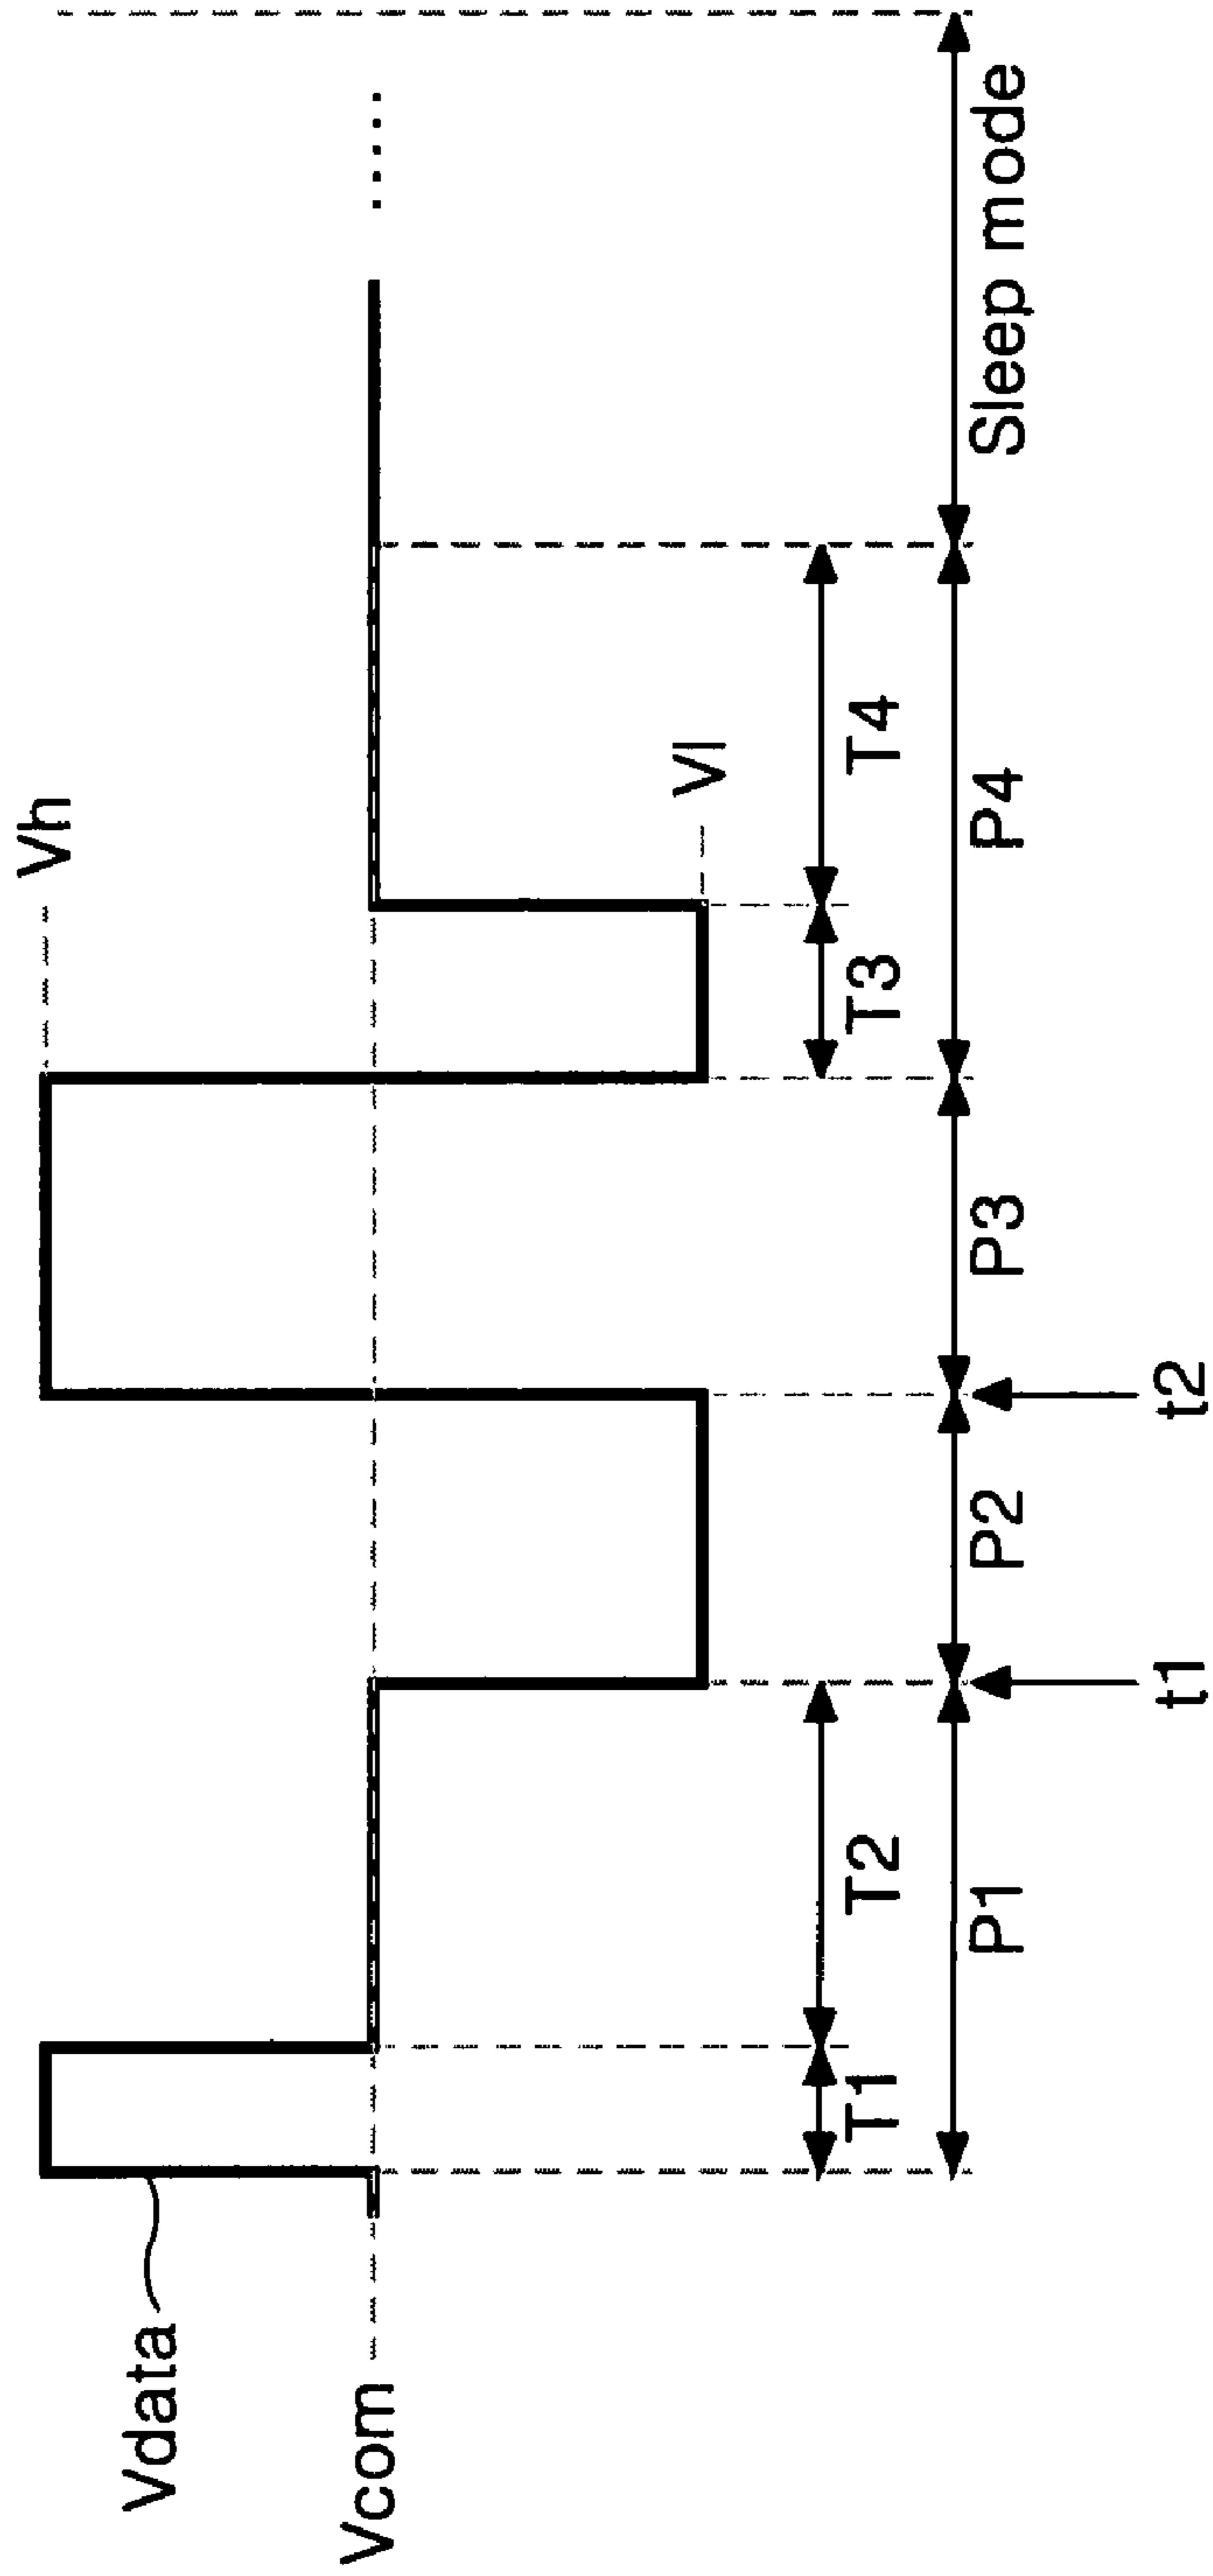 Vh
Vdata
Vcom
Vl
T1
T2
T3
T4
P1
P2
P3
P4
Sleep mode
t1
t2